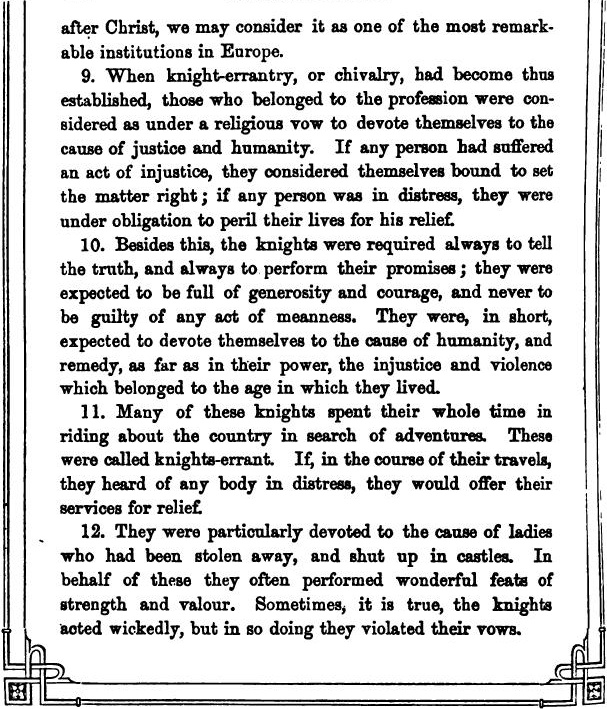 after Christ, we may consider it as one of the most remark-
able institutions in Europe.
9. When knight-errantry, or chivalry, had become thus
established, those who belonged to the profession were con-
sidered as under a religious vow to devote themselves to the
cause of justice and humanity. If any person had suffered
an act of injustice, they considered themselves bound to set
the matter right; if any person was in distress, they were
under obligation to peril their lives for his relief.
10. Besides this, the knights were required always to tell
the truth, and always to perform their promises; they were
expected to be full of generosity and courage, and never to
be guilty of any act of meanness. They were, in short,
expected to devote themselves to the cause of humanity, and
remedy, as far as in their power, the injustice and violence
which belonged to the age in which they lived.
11. Many of these knights spent their whole time in
riding about the country in search of adventures. These
were called knights-errant. If, in the course of their travels,
they heard of any body in distress, they would offer their
services for relief.
12. They were particularly devoted to the cause of ladies
who had been stolen away, and shut up in castles. In
behalf of these they often performed wonderful feats of
strength and valour. Sometimes, it is true, the knights
acted wickedly, but in so doing they violated their vows.